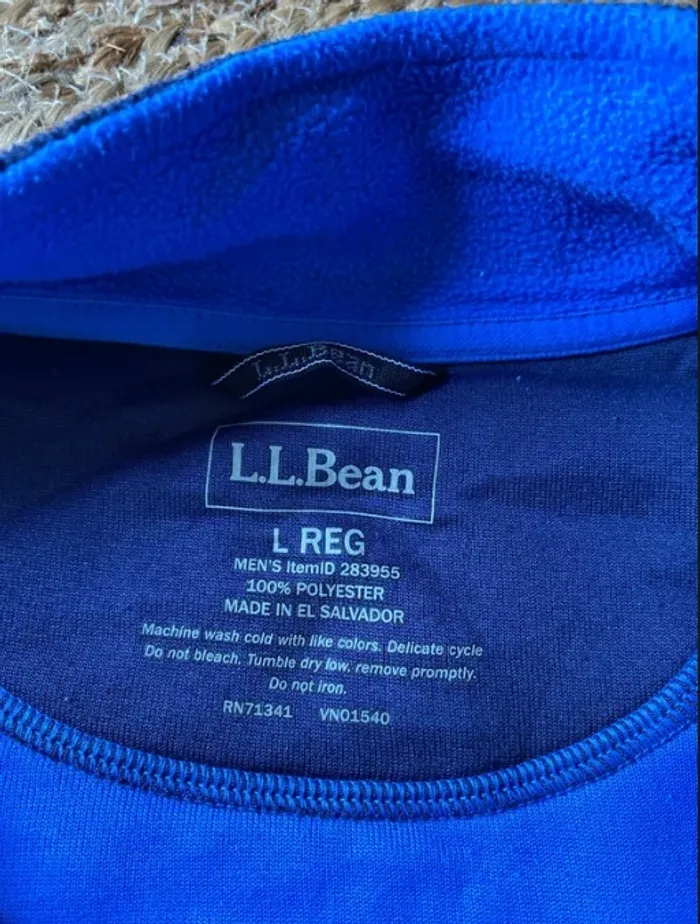 L.L.Bean
L.L.Bean
L REG
MEN'S ItemID 283955
100% POLYESTER
MADE IN EL SALVADOR
Machine wash cold with like colors. Delicate cycle
Do not bleach. Tumble dry low, remove promptly.
Do not iron.
RN71341 VN01540